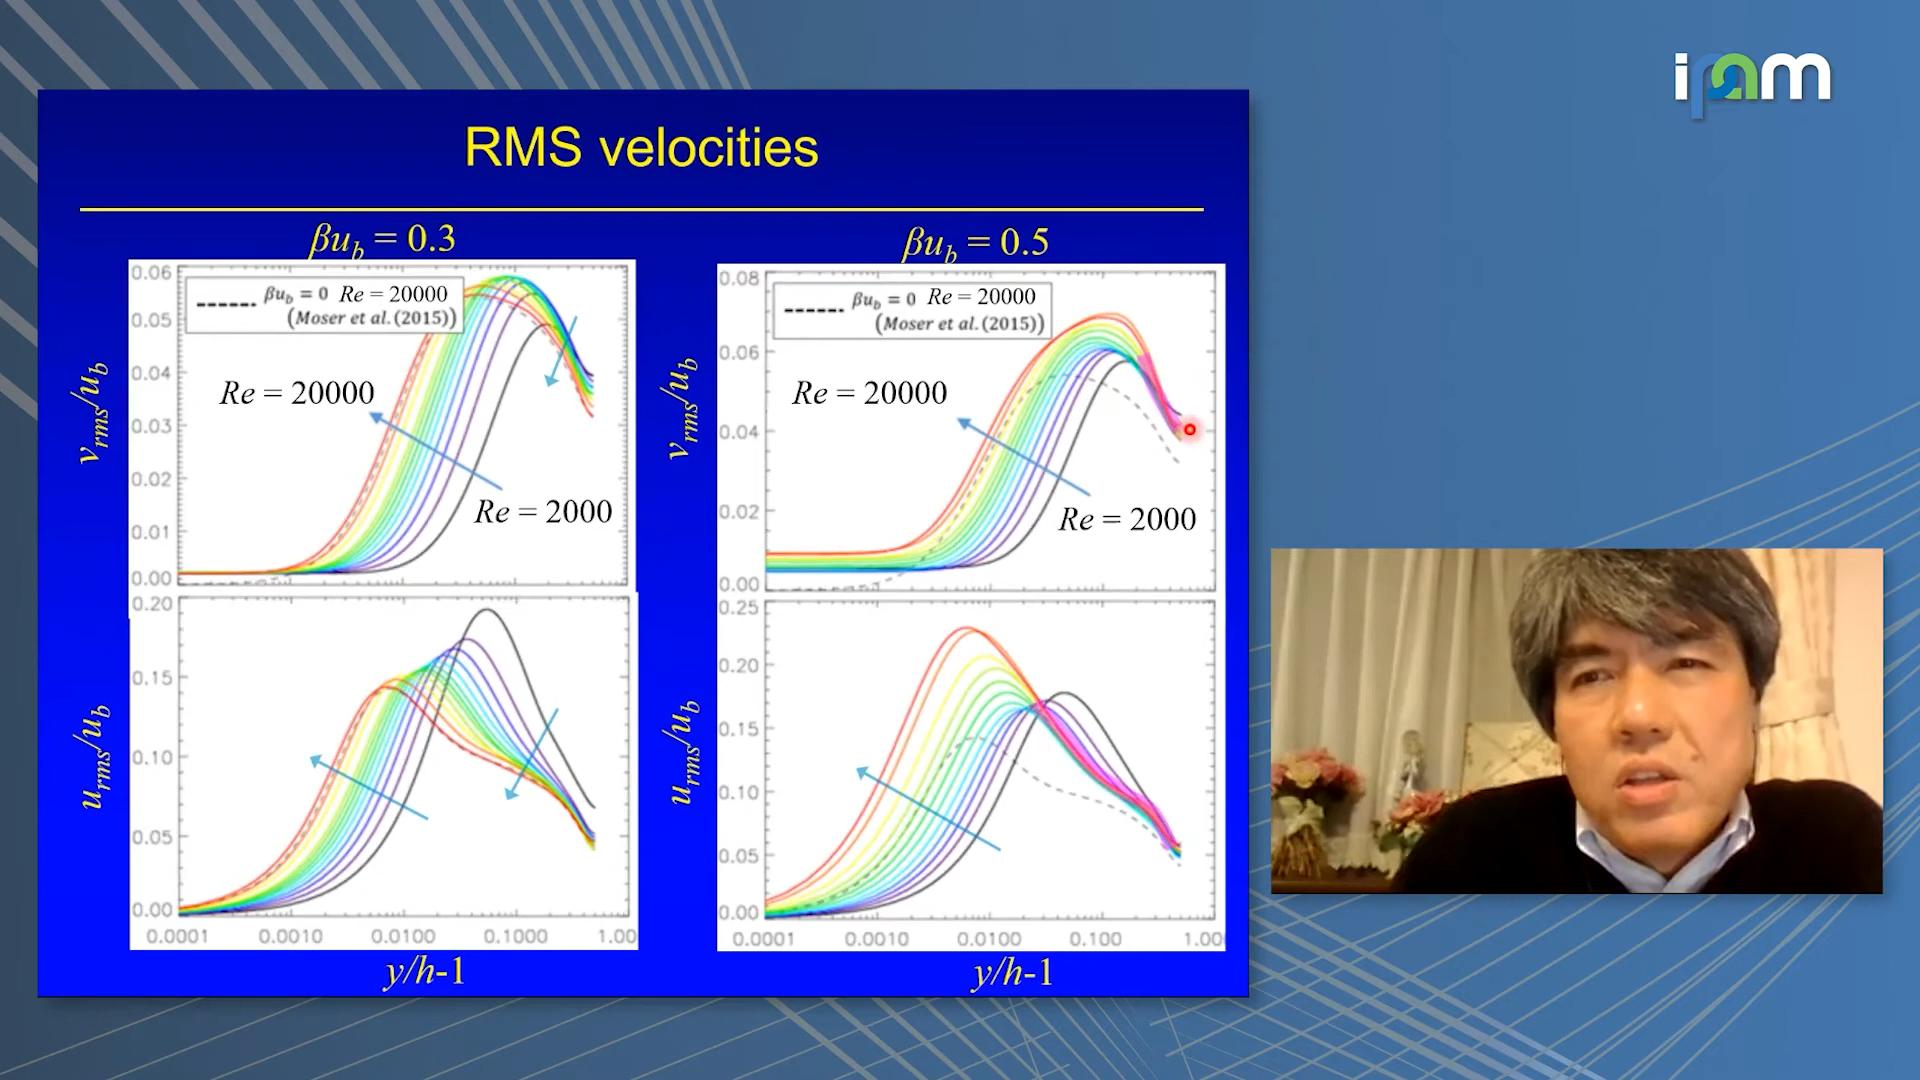 ipam
RMS velocities
βu_b = 0.3
βu_b = 0.5
0.06
0.05
0.04
0.03
0.02
0.01
0.00
βu_b = 0 Re = 20000
(Moser et al. (2015))
Re = 20000
Re = 2000
v_rms/u_b
0.20
0.15
0.10
0.05
0.00
u_rms/u_b
0.0001 0.0010 0.0100 0.1000 1.00
y/h-1
0.08
0.06
0.04
0.02
0.00
βu_b = 0 Re = 20000
(Moser et al. (2015))
Re = 20000
Re = 2000
v_rms/u_b
0.25
0.20
0.15
0.10
0.05
0.00
u_rms/u_b
0.0001 0.0010 0.0100 0.100 1.00
y/h-1